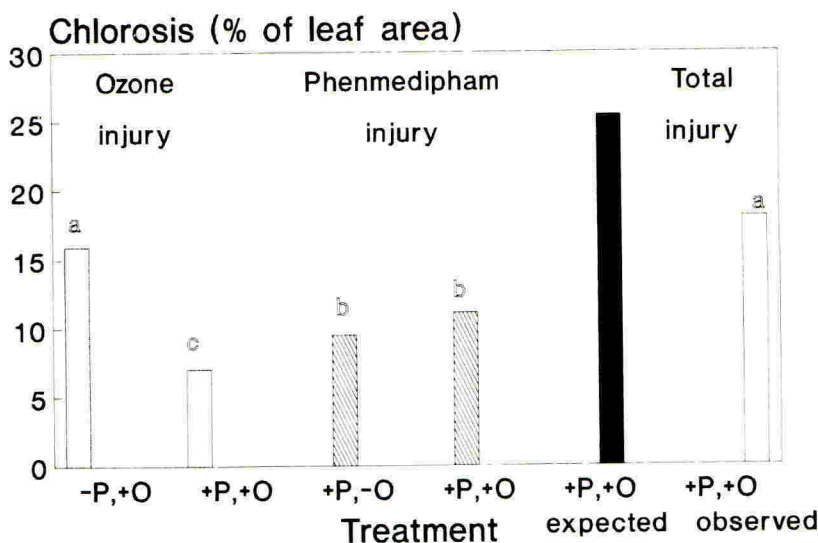 Chlorosis (% of leaf area)
30
25
20
15
10
5
0
Ozone
injury
Phenmedipham
injury
Total
injury
a
c
b
b
a
-P,+O
+P,+O
+P,-O
+P,+O
+P,+O
expected
+P,+O
observed
Treatment